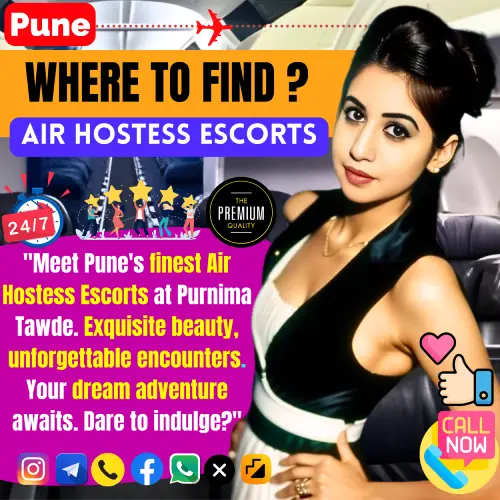 Pune
WHERE TO FIND ?
AIR HOSTESS ESCORTS
24/7
THE
PREMIUM
QUALITY
"Meet Pune's finest Air
Hostess Escorts at Purnima
Tawde. Exquisite beauty,
unforgettable encounters.
Your dream adventure
awaits. Dare to indulge?"
CALL
NOW